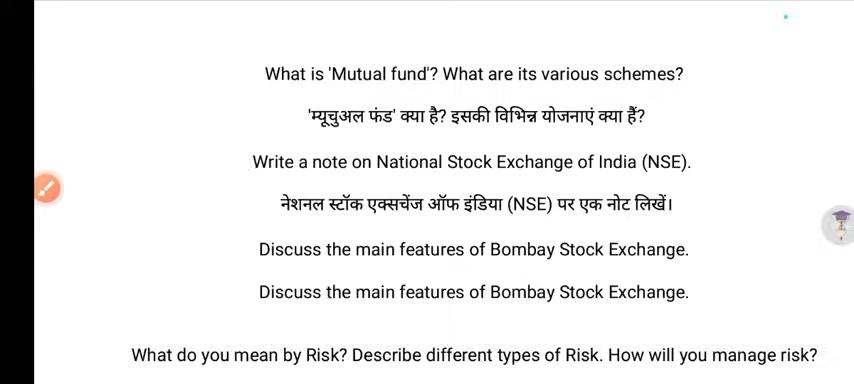 What is 'Mutual fund'? What are its various schemes?
'म्यूचुअल फंड' क्या है? इसकी विभिन्न योजनाएं क्या हैं?
Write a note on National Stock Exchange of India (NSE).
नेशनल स्टॉक एक्सचेंज ऑफ इंडिया (NSE) पर एक नोट लिखें।
Discuss the main features of Bombay Stock Exchange.
Discuss the main features of Bombay Stock Exchange.
What do you mean by Risk? Describe different types of Risk. How will you manage risk?